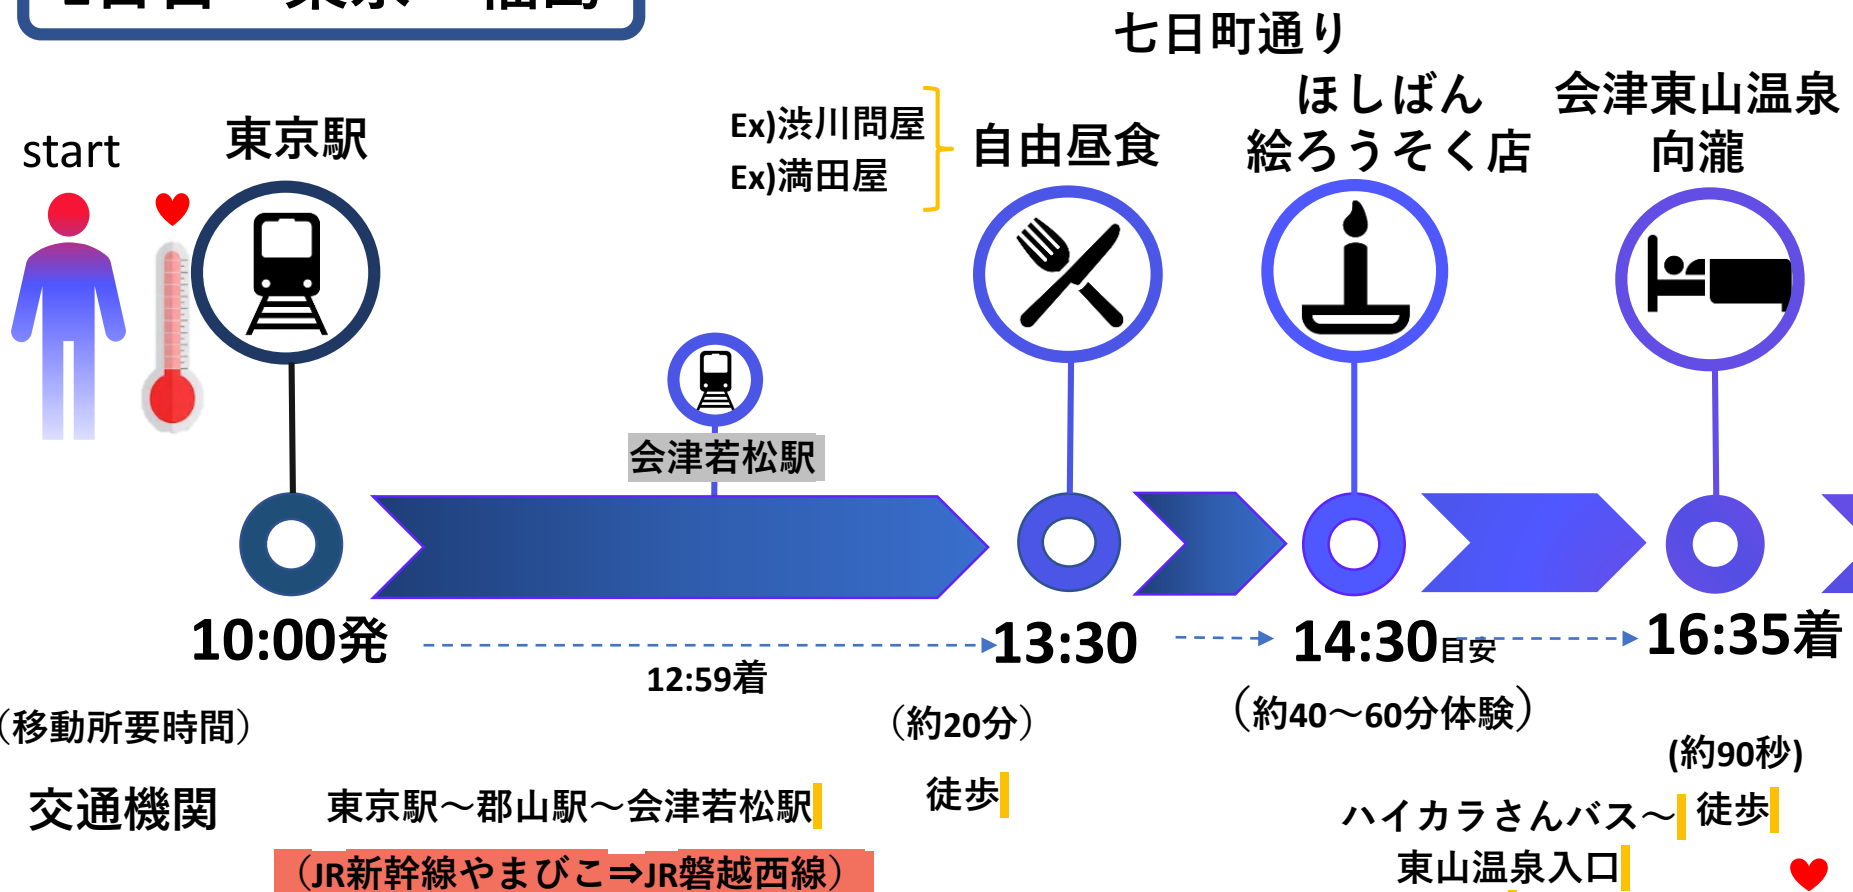 七日町通り
start
東京駅
Ex)渋川問屋
Ex)満田屋
自由昼食
ほしばん
絵ろうそく店
会津東山温泉
向瀧
会津若松駅
10:00発
12:59着
13:30
14:30目安
16:35着
（移動所要時間）
（約20分）
（約40～60分体験）
(約90秒)
交通機関
東京駅～郡山駅～会津若松駅
（JR新幹線やまびこ⇒JR磐越西線）
徒歩
ハイカラさんバス～
東山温泉入口
徒歩